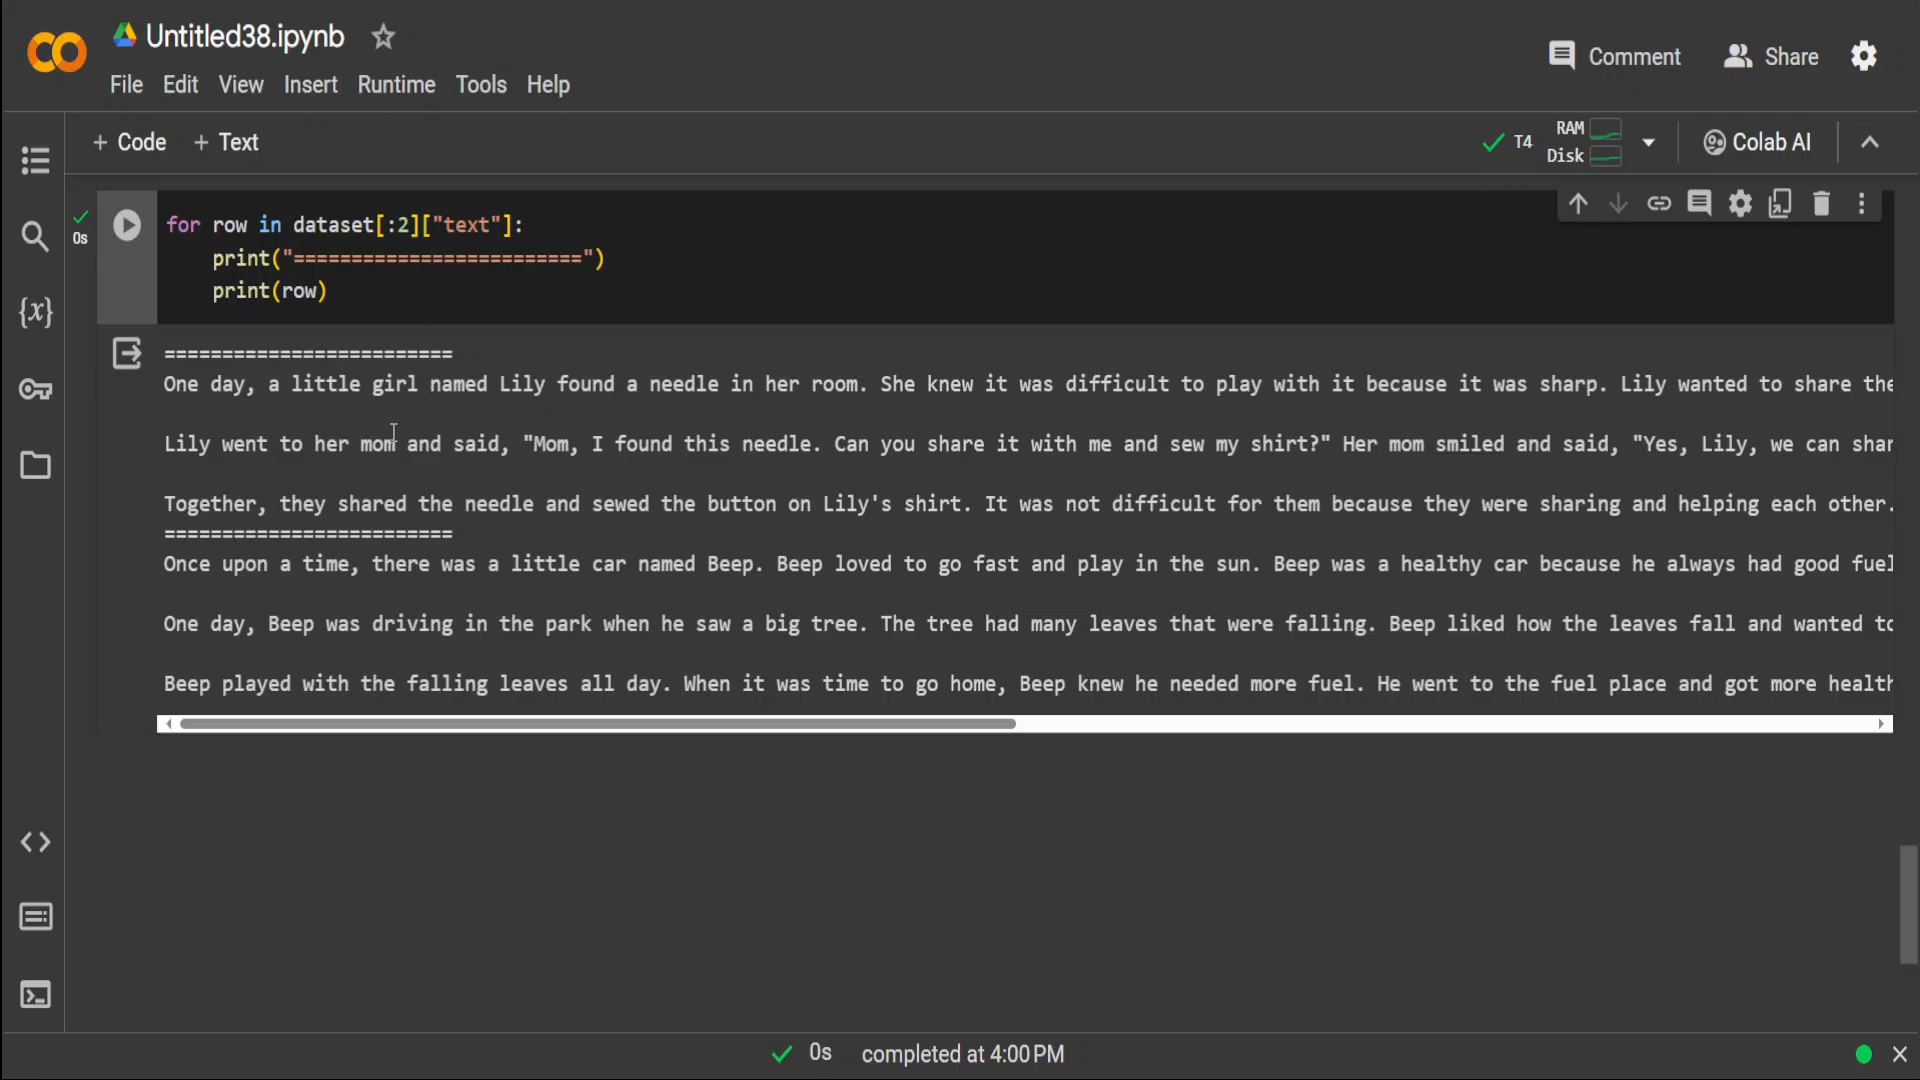 Untitled38.ipynb
Comment Share
File Edit View Insert Runtime Tools Help
+ Code + Text
T4 RAM Disk
Colab AI
0s
for row in dataset[:2]["text"]:
print("=========================")
print(row)
=========================
One day, a little girl named Lily found a needle in her room. She knew it was difficult to play with it because it was sharp. Lily wanted to share the
Lily went to her mom and said, "Mom, I found this needle. Can you share it with me and sew my shirt?" Her mom smiled and said, "Yes, Lily, we can shar
Together, they shared the needle and sewed the button on Lily's shirt. It was not difficult for them because they were sharing and helping each other.
=========================
Once upon a time, there was a little car named Beep. Beep loved to go fast and play in the sun. Beep was a healthy car because he always had good fuel
One day, Beep was driving in the park when he saw a big tree. The tree had many leaves that were falling. Beep liked how the leaves fall and wanted to
Beep played with the falling leaves all day. When it was time to go home, Beep knew he needed more fuel. He went to the fuel place and got more health
0s completed at 4:00 PM